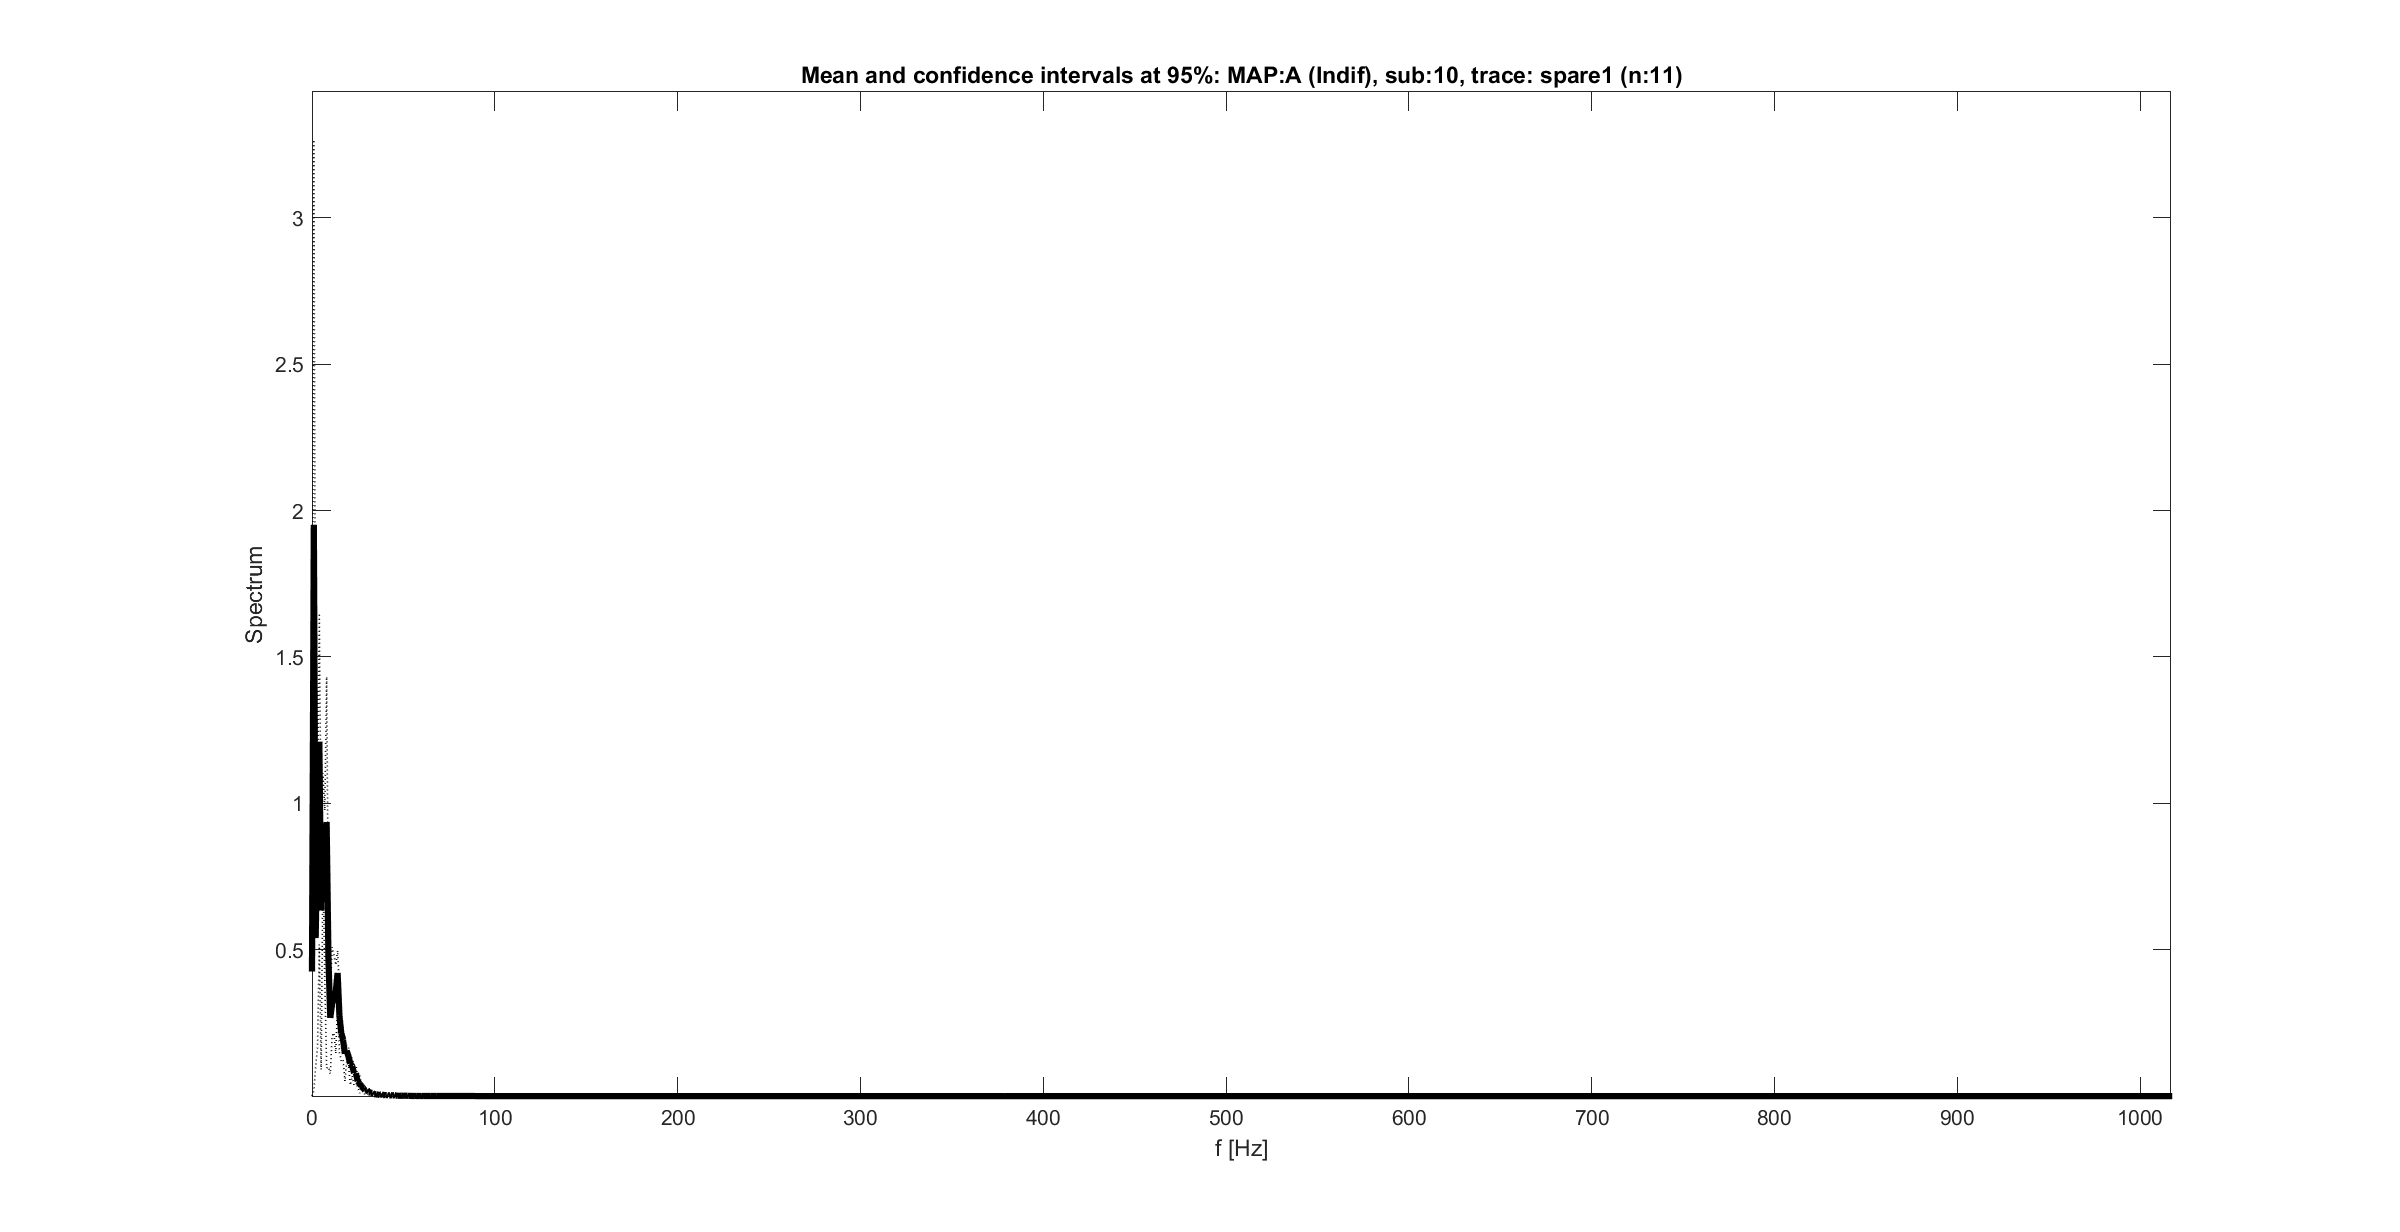 Mean and confidence intervals at 95%: MAP:A (Indif), sub:10, trace: spare1 (n:11)
3
2.5
2
1.5
1
0.5
Spectrum
0 100 200 300 400 500 600 700 800 900 1000
f [Hz]